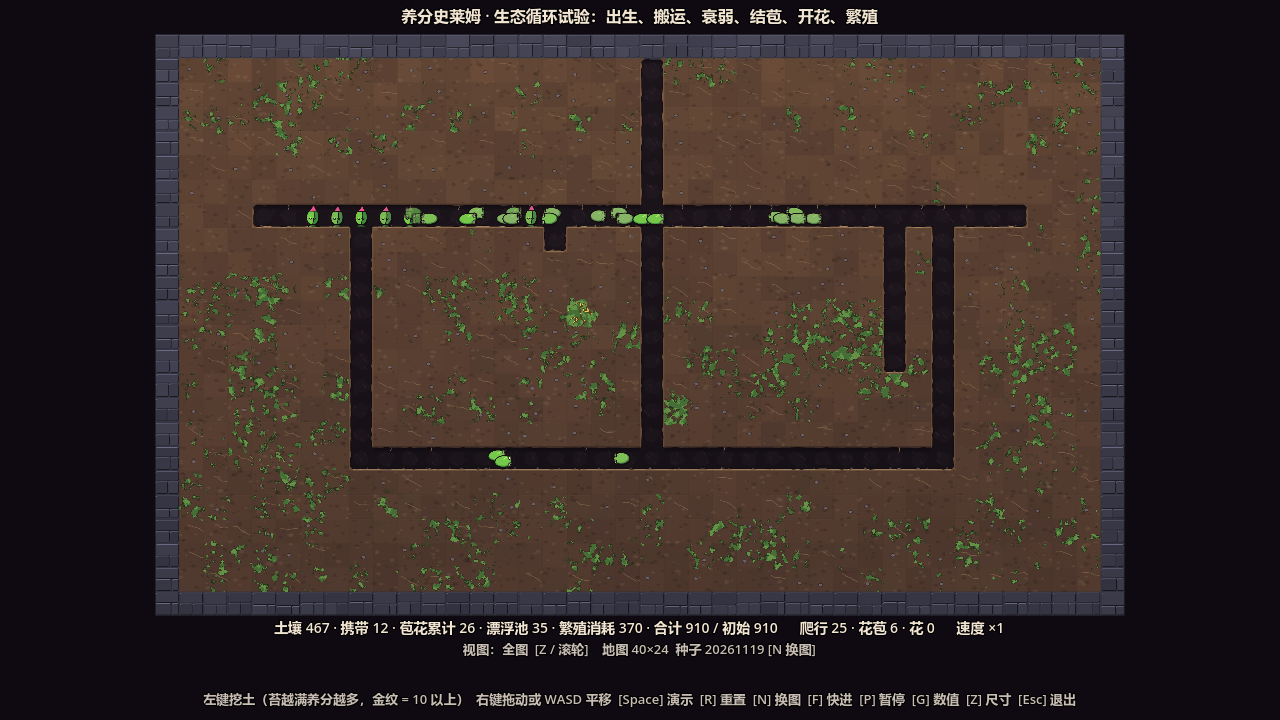 养分史莱姆 · 生态循环试验：出生、搬运、衰弱、结苞、开花、繁殖
土壤 467 · 携带 12 · 苞花累计 26 · 漂浮池 35 · 繁殖消耗 370 · 合计 910 / 初始 910 爬行 25 · 花苞 6 · 花 0 速度 ×1
视图：全图 [Z / 滚轮] 地图 40×24 种子 20261119 [N 换图]
左键挖土（苔越满养分越多，金纹 = 10 以上） 右键拖动或 WASD 平移 [Space] 演示 [R] 重置 [N] 换图 [F] 快进 [P] 暂停 [G] 数值 [Z] 尺寸 [Esc] 退出